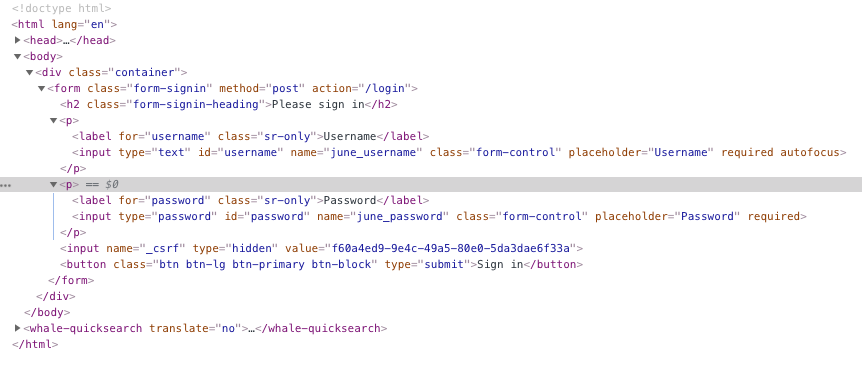 <!doctype html>
<html lang="en">
<head>…</head>
<body>
<div class="container">
<form class="form-signin" method="post" action="/login">
<h2 class="form-signin-heading">Please sign in</h2>
<p>
<label for="username" class="sr-only">Username</label>
<input type="text" id="username" name="june_username" class="form-control" placeholder="Username" required autofocus>
</p>
<p> == $0
<label for="password" class="sr-only">Password</label>
<input type="password" id="password" name="june_password" class="form-control" placeholder="Password" required>
</p>
<input name="_csrf" type="hidden" value="f60a4ed9-9e4c-49a5-80e0-5da3dae6f33a">
<button class="btn btn-lg btn-primary btn-block" type="submit">Sign in</button>
</form>
</div>
</body>
<whale-quicksearch translate="no">…</whale-quicksearch>
</html>